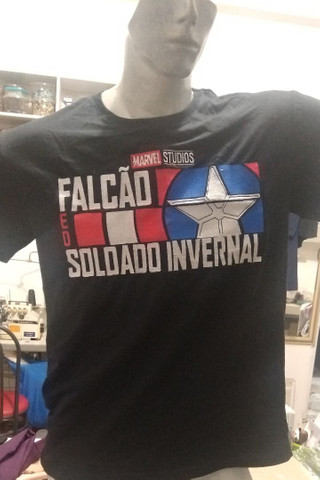 MARVEL STUDIOS
FALCÃO
E O
SOLDADO INVERNAL